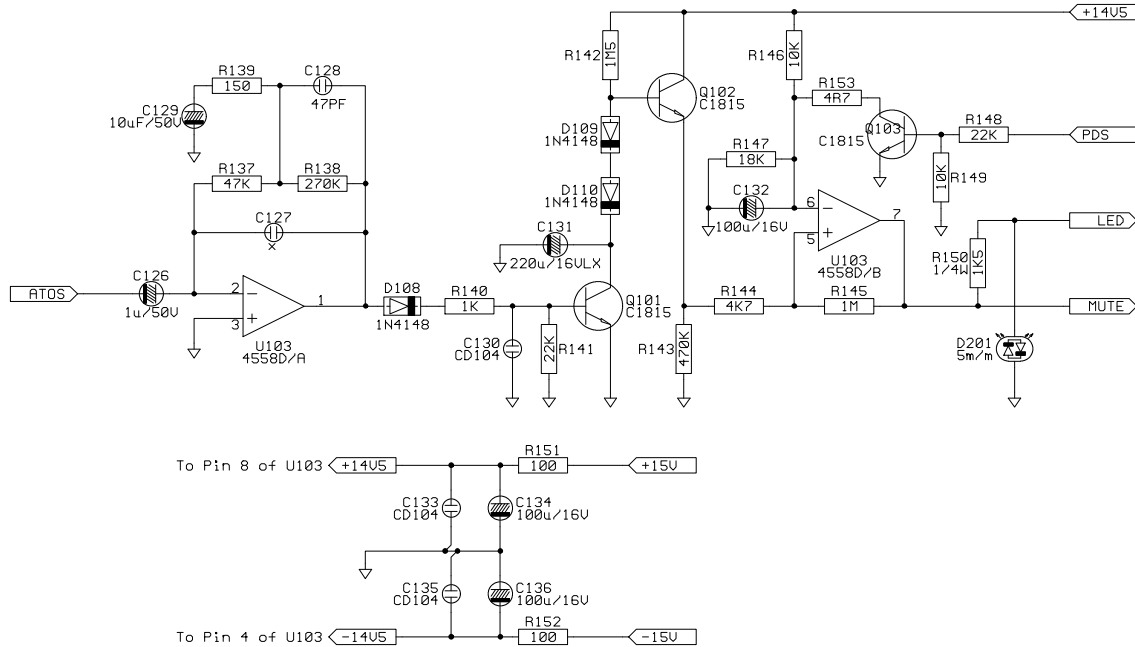 +14V5
R142
1M5
R146
10K
R139
150
C128
47PF
Q102
C1815
R153
4R7
C129
10uF/50V
Q103
C1815
R148
22K
PDS
D109
1N4148
R147
18K
10K
R149
R137
47K
R138
270K
D110
1N4148
C132
100u/16V
6
7
5
LED
C127
x
C131
220u/16VLX
U103
4558D/B
R150
1/4W
1K5
C126
1u/50V
ATOS
2
1
3
U103
4558D/A
D108
1N4148
R140
1K
Q101
C1815
R144
4K7
R145
1M
MUTE
C130
CD104
22K
R141
R143
470K
D201
5m/m
To Pin 8 of U103
+14V5
R151
100
+15V
C133
CD104
C134
100u/16V
C135
CD104
C136
100u/16V
To Pin 4 of U103
-14V5
R152
100
-15V